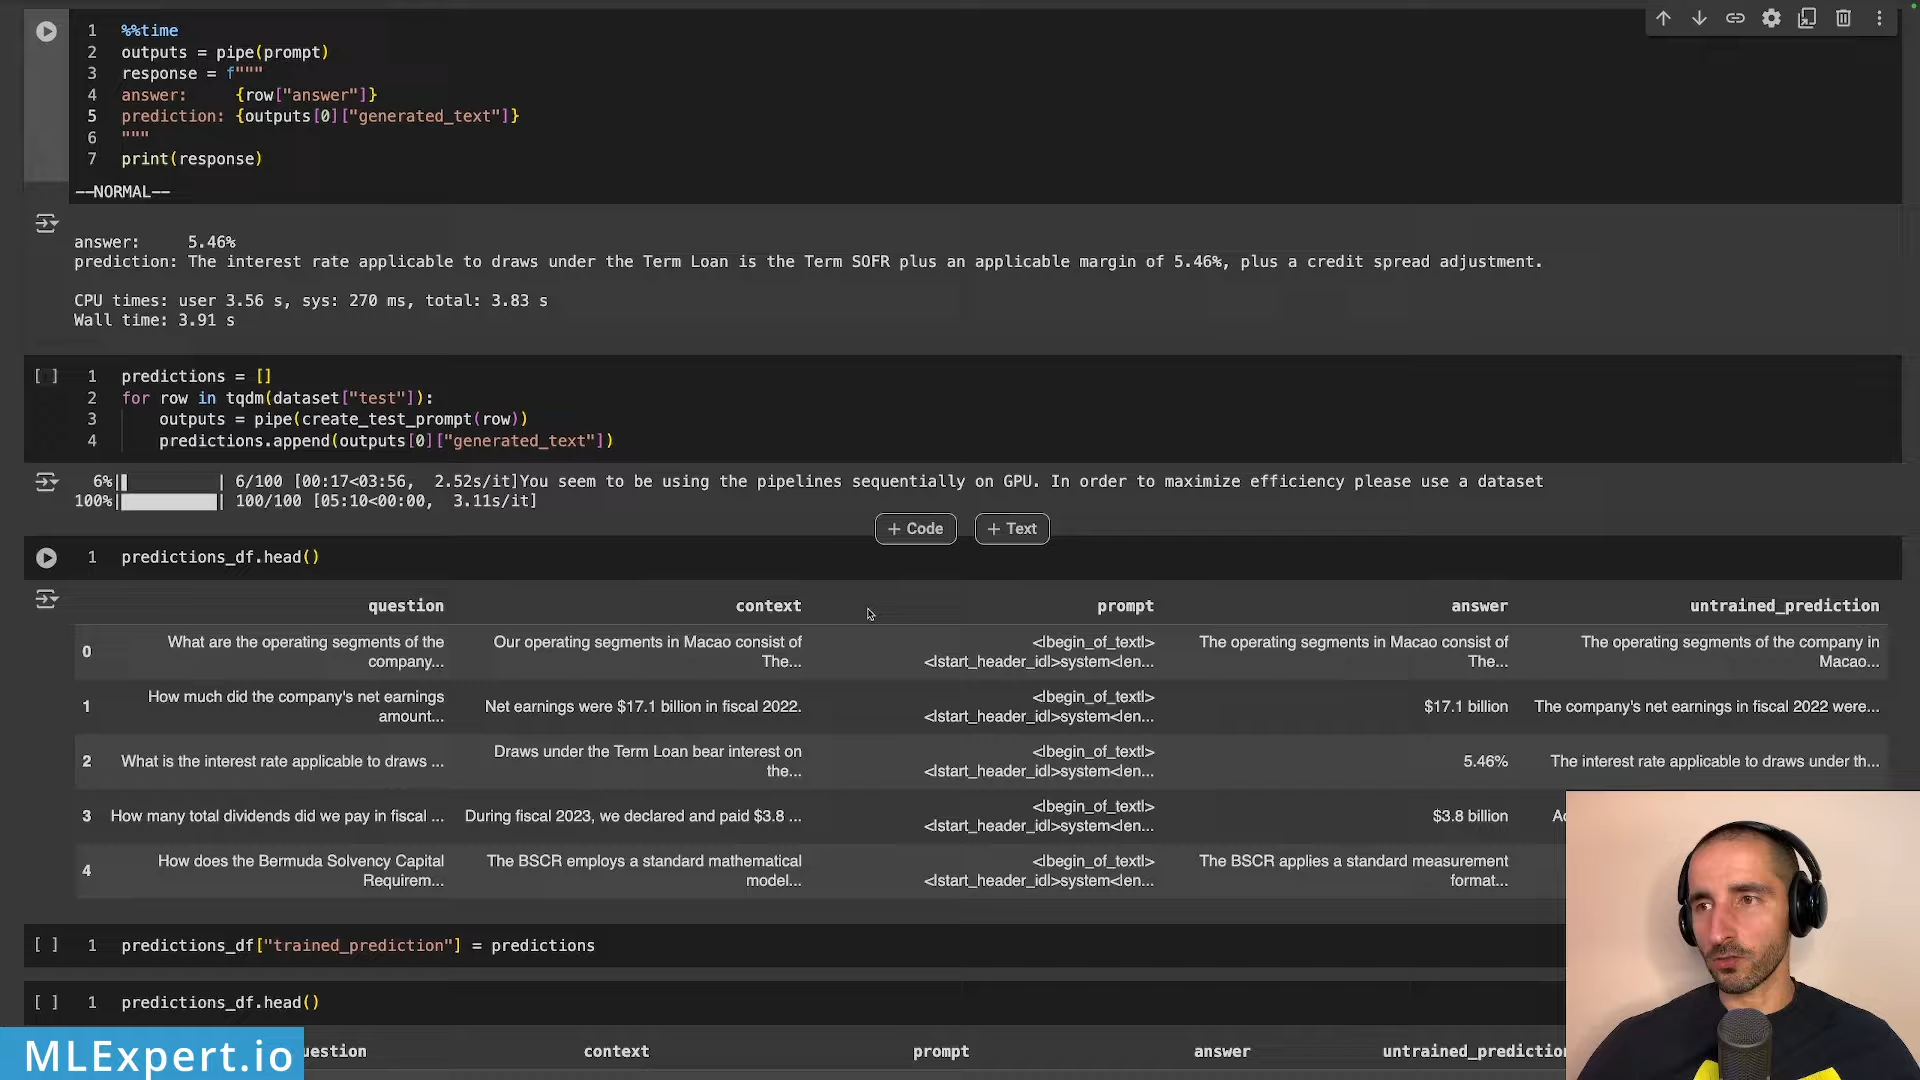 1 %%time
2 outputs = pipe(prompt)
3 response = f"""
4 answer:     {row["answer"]}
5 prediction: {outputs[0]["generated_text"]}
6 """
7 print(response)
--NORMAL--
answer:     5.46%
prediction: The interest rate applicable to draws under the Term Loan is the Term SOFR plus an applicable margin of 5.46%, plus a credit spread adjustment.
CPU times: user 3.56 s, sys: 270 ms, total: 3.83 s
Wall time: 3.91 s
[ ] 1 predictions = []
2 for row in tqdm(dataset["test"]):
3     outputs = pipe(create_test_prompt(row))
4     predictions.append(outputs[0]["generated_text"])
6%| | 6/100 [00:17<03:56,  2.52s/it]You seem to be using the pipelines sequentially on GPU. In order to maximize efficiency please use a dataset
100%| | 100/100 [05:10<00:00,  3.11s/it]
+ Code + Text
1 predictions_df.head()
question context prompt answer untrained_prediction
0 What are the operating segments of the company... Our operating segments in Macao consist of The... <|begin_of_text|> <|start_header_id|>system<|en... The operating segments in Macao consist of The... The operating segments of the company in Macao...
1 How much did the company's net earnings amount... Net earnings were $17.1 billion in fiscal 2022. <|begin_of_text|> <|start_header_id|>system<|en... $17.1 billion The company's net earnings in fiscal 2022 were...
2 What is the interest rate applicable to draws ... Draws under the Term Loan bear interest on the... <|begin_of_text|> <|start_header_id|>system<|en... 5.46% The interest rate applicable to draws under th...
3 How many total dividends did we pay in fiscal ... During fiscal 2023, we declared and paid $3.8 ... <|begin_of_text|> <|start_header_id|>system<|en... $3.8 billion
4 How does the Bermuda Solvency Capital Requirem... The BSCR employs a standard mathematical model... <|begin_of_text|> <|start_header_id|>system<|en... The BSCR applies a standard measurement format...
[ ] 1 predictions_df["trained_prediction"] = predictions
[ ] 1 predictions_df.head()
uestion context prompt answer untrained_predictio
MLExpert.io